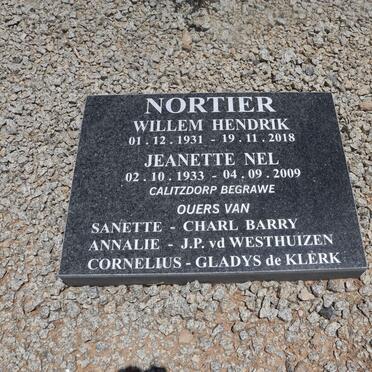 NORTIER
WILLEM HENDRIK
01 . 12 . 1931 - 19 . 11 . 2018
JEANETTE NEL
02 . 10 . 1933 - 04 . 09 . 2009
CALITZDORP BEGRAWE
OUERS VAN
SANETTE - CHARL BARRY
ANNALIE - J.P. vd WESTHUIZEN
CORNELIUS - GLADYS de KLERK